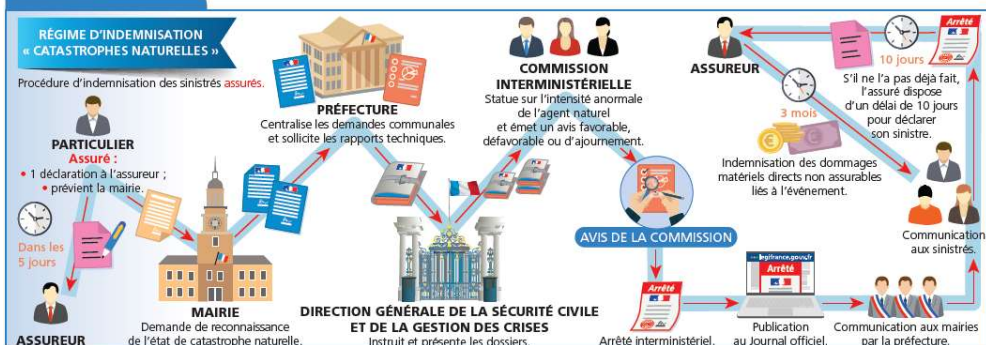 RÉGIME D'INDEMNISATION
« CATASTROPHES NATURELLES »
Procédure d'indemnisation des sinistrés assurés.
PARTICULIER
Assuré :
• 1 déclaration à l'assureur ;
• prévient la mairie.
Dans les
5 jours
ASSUREUR
MAIRIE
Demande de reconnaissance
de l'état de catastrophe naturelle.
PRÉFECTURE
Centralise les demandes communales
et sollicite les rapports techniques.
DIRECTION GÉNÉRALE DE LA SÉCURITÉ CIVILE
ET DE LA GESTION DES CRISES
Instruit et présente les dossiers.
COMMISSION
INTERMINISTÉRIELLE
Statue sur l'intensité anormale
de l'agent naturel
et émet un avis favorable,
défavorable ou d'ajournement.
AVIS DE LA COMMISSION
Arrêté
Arrêté interministériel.
legifrance.gouv.fr
Arrêté
Publication
au Journal officiel.
Communication aux mairies
par la préfecture.
Communication
aux sinistrés.
Arrêté
10 jours
S'il ne l'a pas déjà fait,
l'assuré dispose
d'un délai de 10 jours
pour déclarer
son sinistre.
ASSUREUR
3 mois
Indemnisation des dommages
matériels directs non assurables
liés à l'événement.